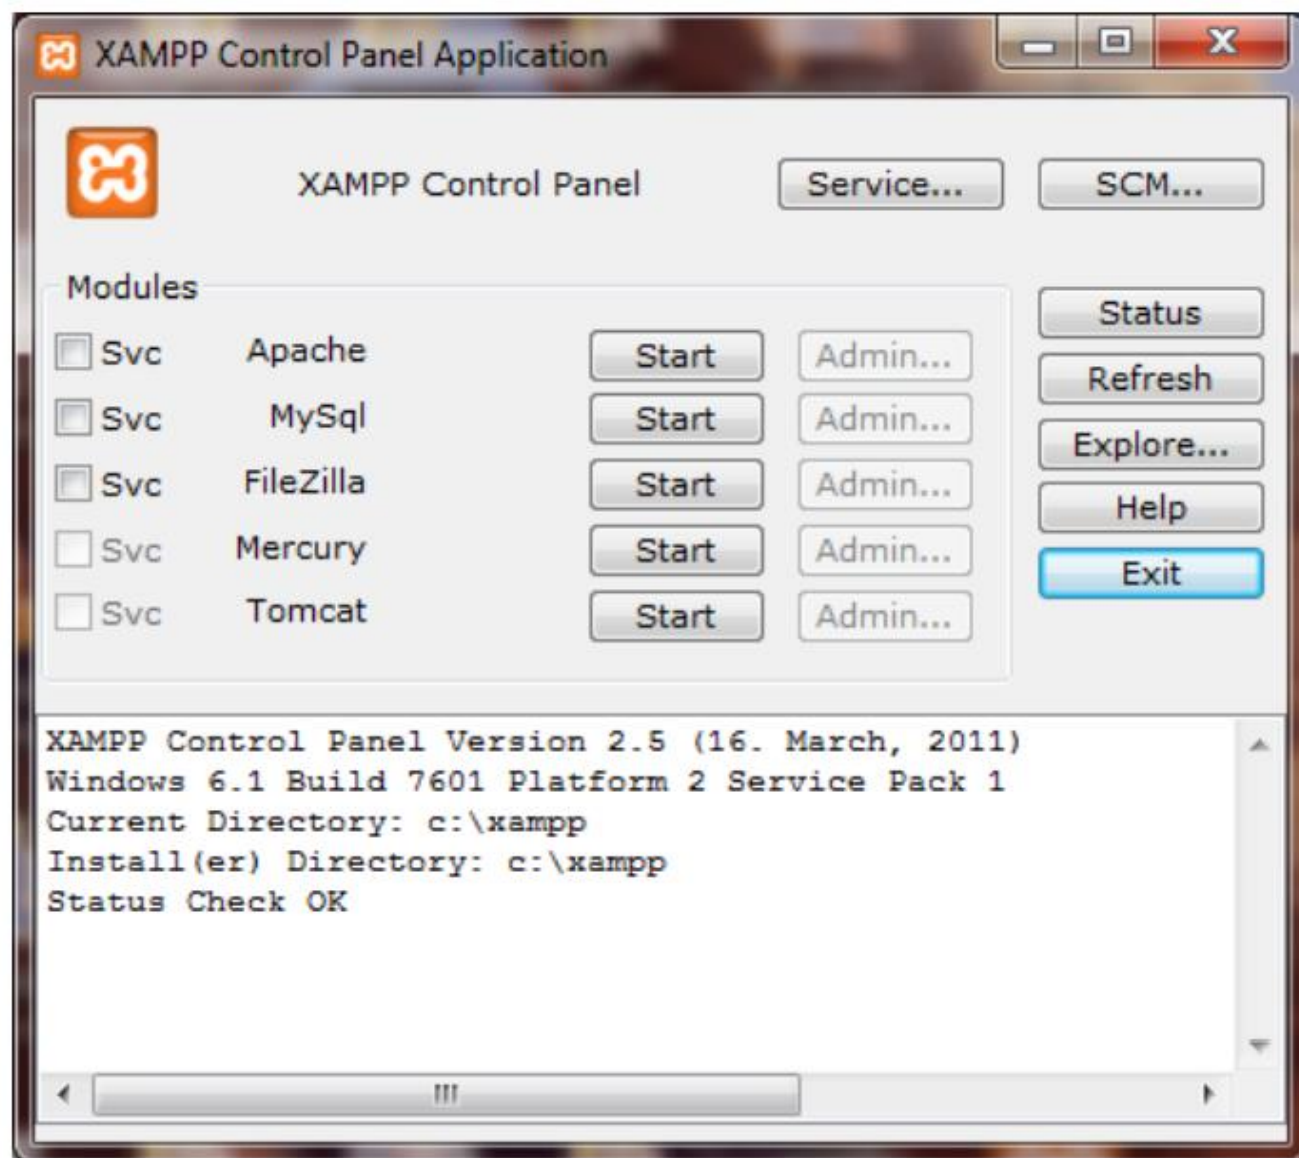 XAMPP Control Panel Application
XAMPP Control Panel Service... SCM...
Modules
Status
Svc Apache Start Admin...
Refresh
Svc MySql Start Admin...
Explore...
Svc FileZilla Start Admin...
Help
Svc Mercury Start Admin...
Exit
Svc Tomcat Start Admin...
XAMPP Control Panel Version 2.5 (16. March, 2011)
Windows 6.1 Build 7601 Platform 2 Service Pack 1
Current Directory: c:\xampp
Install(er) Directory: c:\xampp
Status Check OK